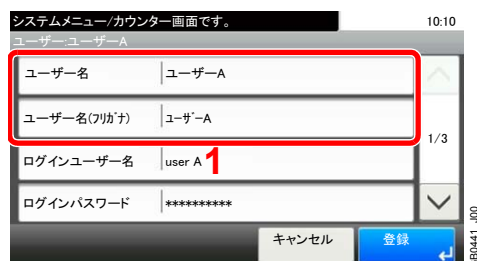 システムメニュー/カウンター画面です。 10:10
ユーザー:ユーザーA
ユーザー名 ユーザーA
ユーザー名(フリガナ) ユーザーA
1/3
ログインユーザー名 user A
1
ログインパスワード **********
キャンセル 登録
B0441_J00